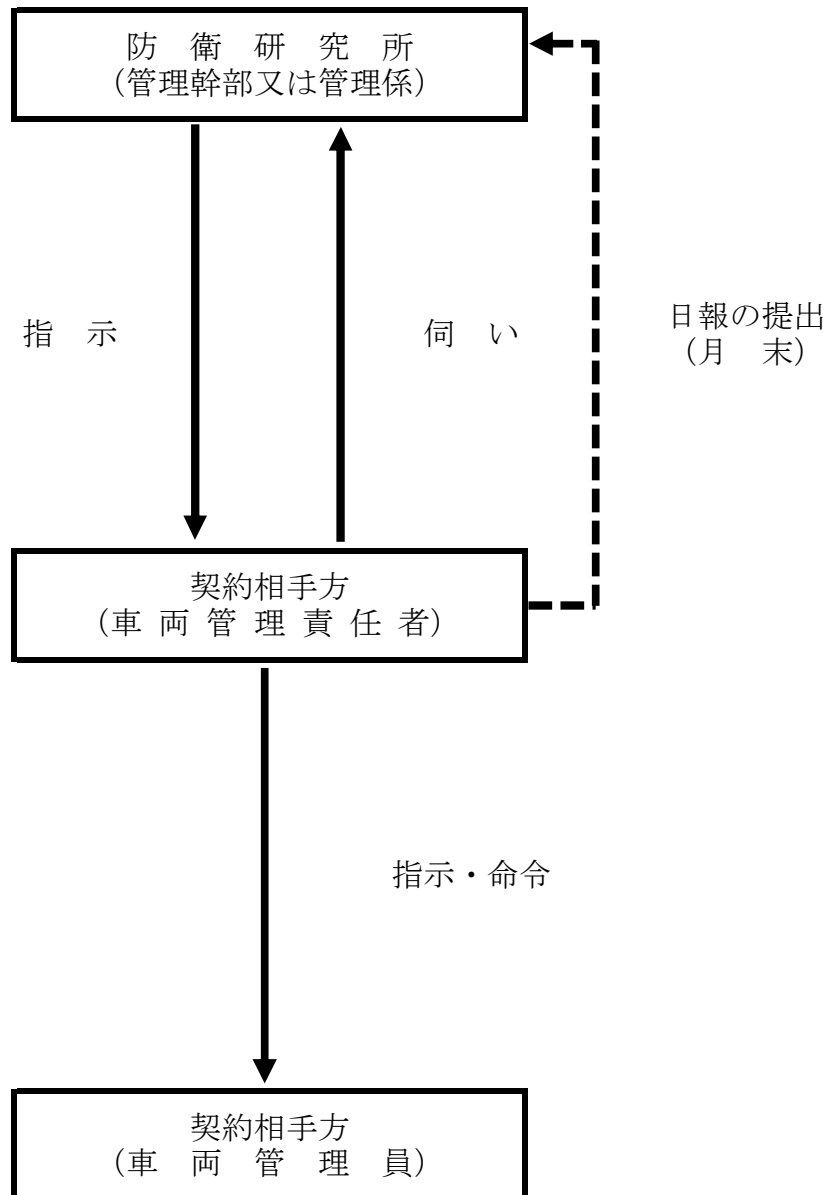 防　衛　研　究　所
（管理幹部又は管理係）
指　示
伺　い
日報の提出
（月　末）
契約相手方
（車 両 管 理 責 任 者）
指示・命令
契約相手方
（車　両　管　理　員）